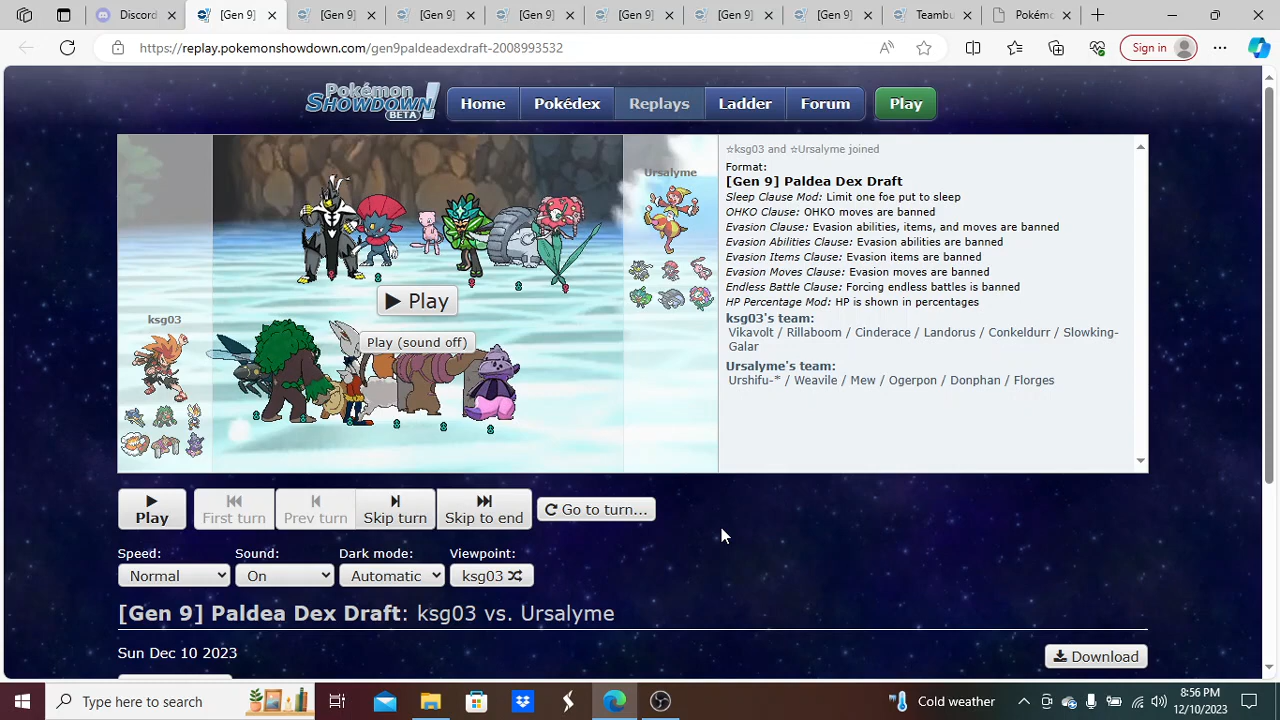 Discord
[Gen 9]
[Gen 9]
[Gen 9]
[Gen 9]
[Gen 9]
[Gen 9]
[Gen 9]
Teambu
Pokém
https://replay.pokemonshowdown.com/gen9paldeadexdraft-2008993532
Sign in
Pokémon
SHOWDOWN!
BETA
Home
Pokédex
Replays
Ladder
Forum
Play
ksg03
Ursalyme
Play
Play (sound off)
☆ksg03 and ☆Ursalyme joined
Format:
[Gen 9] Paldea Dex Draft
Sleep Clause Mod: Limit one foe put to sleep
OHKO Clause: OHKO moves are banned
Evasion Clause: Evasion abilities, items, and moves are banned
Evasion Abilities Clause: Evasion abilities are banned
Evasion Items Clause: Evasion items are banned
Evasion Moves Clause: Evasion moves are banned
Endless Battle Clause: Forcing endless battles is banned
HP Percentage Mod: HP is shown in percentages
ksg03's team:
Vikavolt / Rillaboom / Cinderace / Landorus / Conkeldurr / Slowking-
Galar
Ursalyme's team:
Urshifu-* / Weavile / Mew / Ogerpon / Donphan / Florges
Play
First turn
Prev turn
Skip turn
Skip to end
Go to turn...
Speed:
Sound:
Dark mode:
Viewpoint:
Normal
On
Automatic
ksg03
[Gen 9] Paldea Dex Draft: ksg03 vs. Ursalyme
Sun Dec 10 2023
Download
Type here to search
Cold weather
8:56 PM
12/10/2023